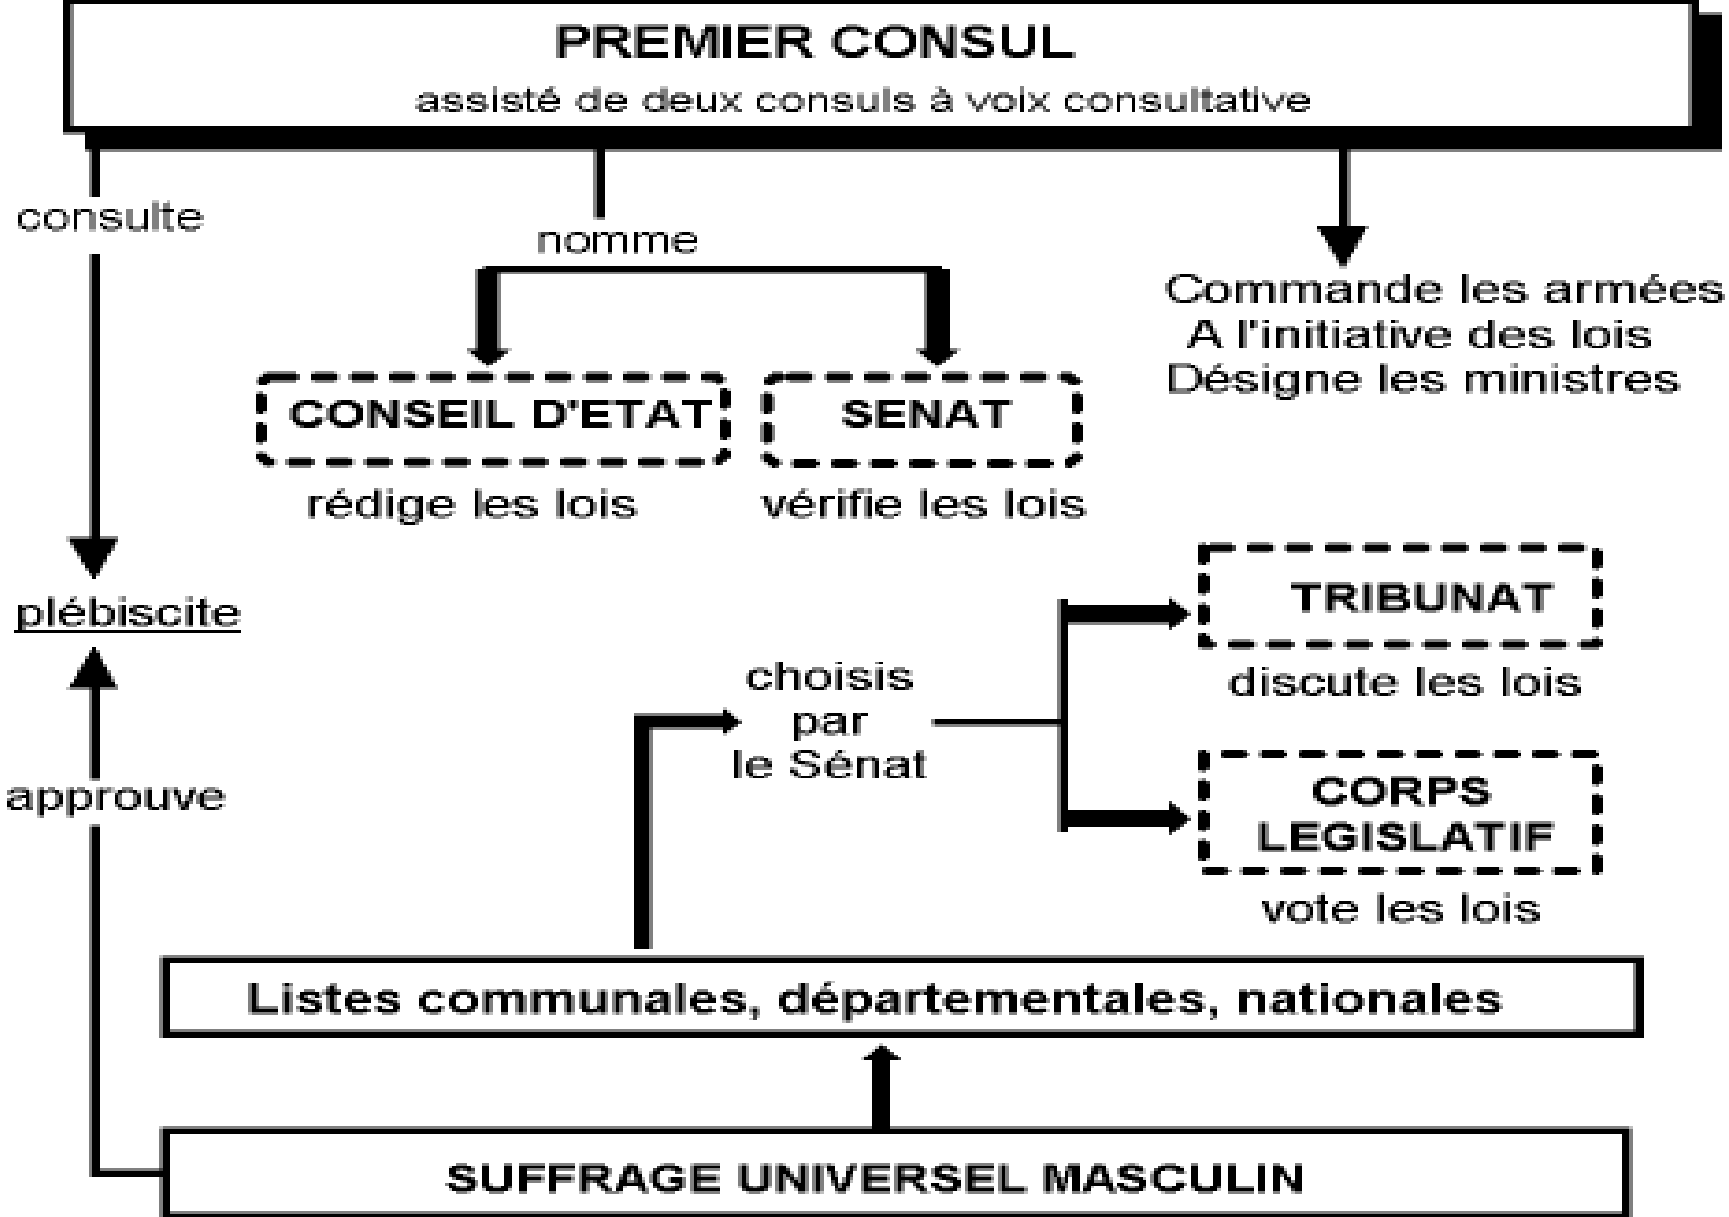 PREMIER CONSUL
assisté de deux consuls à voix consultative
consulte
nomme
Commande les armées
A l'initiative des lois
Désigne les ministres
CONSEIL D'ETAT
SENAT
rédige les lois
vérifie les lois
plébiscite
TRIBUNAT
discute les lois
choisis
par
le Sénat
approuve
CORPS
LEGISLATIF
vote les lois
Listes communales, départementales, nationales
SUFFRAGE UNIVERSEL MASCULIN